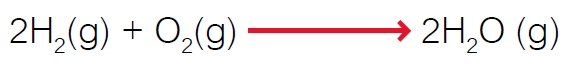 2H₂(g) + O₂(g) ⟶ 2H₂O (g)